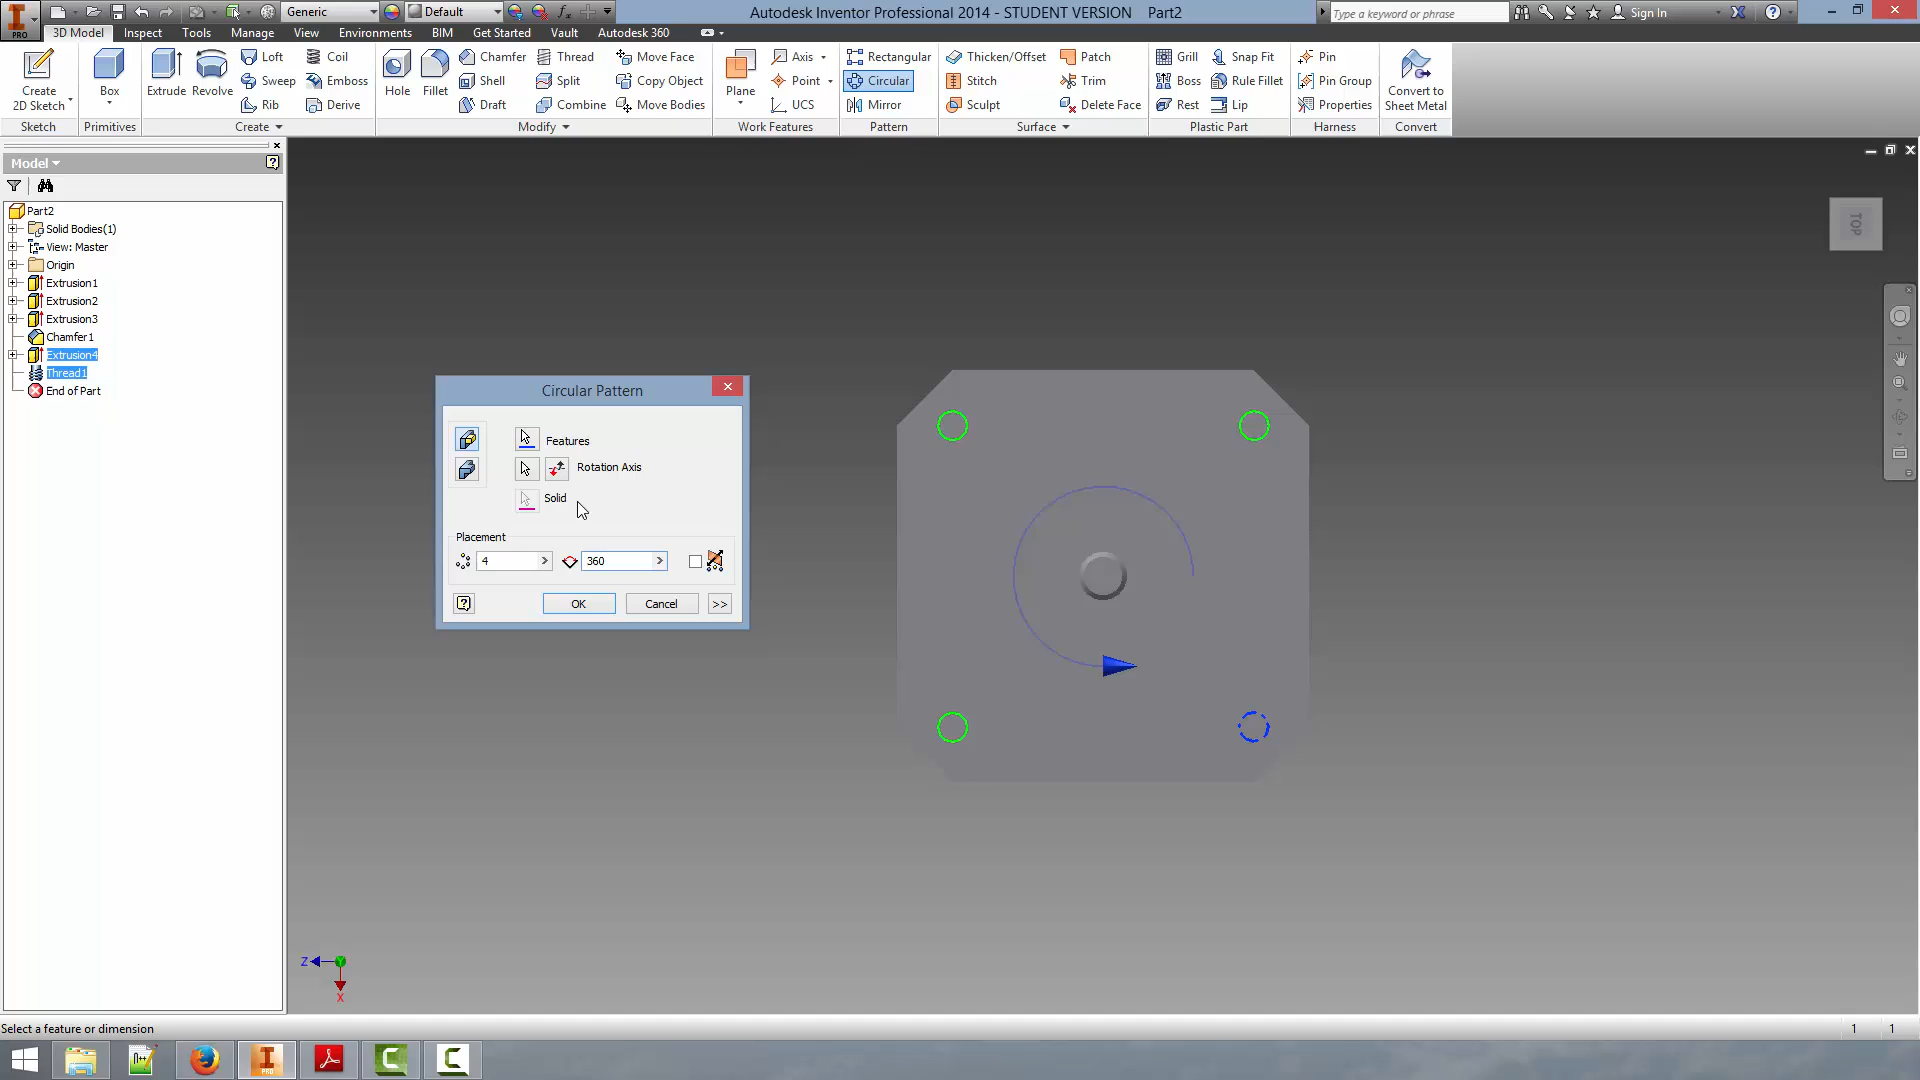 Generic
Default
fx
Autodesk Inventor Professional 2014 - STUDENT VERSION Part2
Type a keyword or phrase
Sign In
PRO
3D Model Inspect Tools Manage View Environments BIM Get Started Vault Autodesk 360
Create 2D Sketch
Box
Extrude
Revolve
Loft
Sweep
Rib
Coil
Emboss
Derive
Hole
Fillet
Chamfer
Shell
Draft
Thread
Split
Combine
Move Face
Copy Object
Move Bodies
Plane
Axis
Point
UCS
Rectangular
Circular
Mirror
Thicken/Offset
Stitch
Sculpt
Patch
Trim
Delete Face
Grill
Boss
Rest
Snap Fit
Rule Fillet
Lip
Pin
Pin Group
Properties
Convert to Sheet Metal
Sketch Primitives Create Modify Work Features Pattern Surface Plastic Part Harness Convert
Model
Part2
Solid Bodies(1)
View: Master
Origin
Extrusion1
Extrusion2
Extrusion3
Chamfer1
Extrusion4
Thread1
End of Part
Circular Pattern
Features
Rotation Axis
Solid
Placement
4
360
OK
Cancel
>>
TOP
Z
Y
X
Select a feature or dimension
1 1
n++
I
PRO
C
C